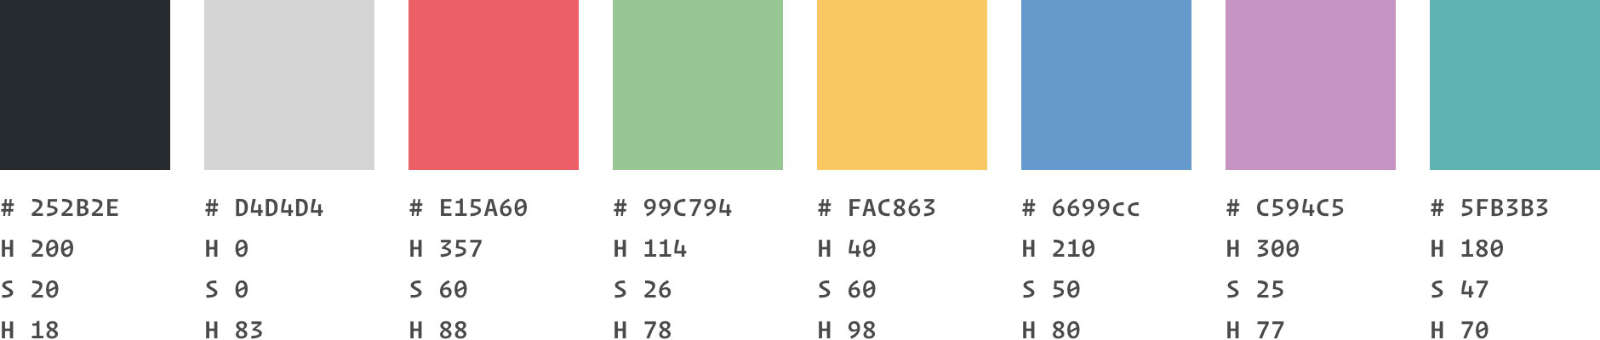 # 252B2E
H 200
S 20
H 18
# D4D4D4
H 0
S 0
H 83
# E15A60
H 357
S 60
H 88
# 99C794
H 114
S 26
H 78
# FAC863
H 40
S 60
H 98
# 6699cc
H 210
S 50
H 80
# C594C5
H 300
S 25
H 77
# 5FB3B3
H 180
S 47
H 70